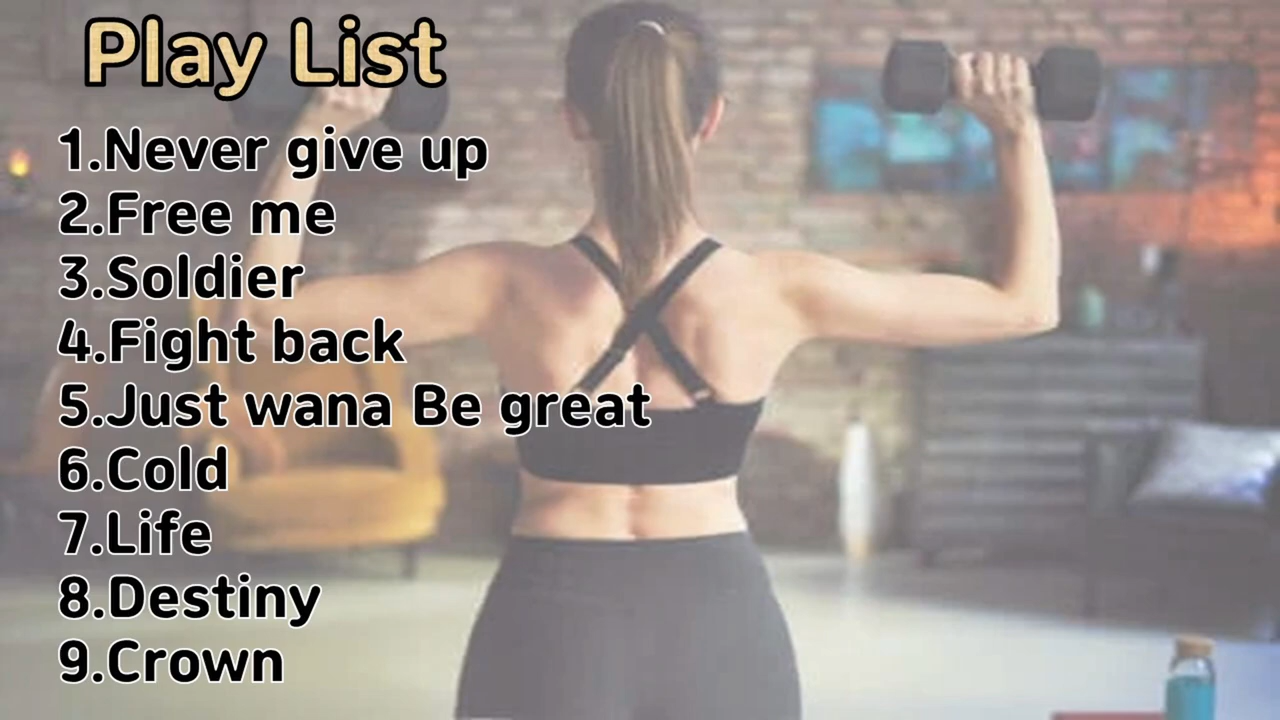 Play List
1.Never give up
2.Free me
3.Soldier
4.Fight back
5.Just wana Be great
6.Cold
7.Life
8.Destiny
9.Crown